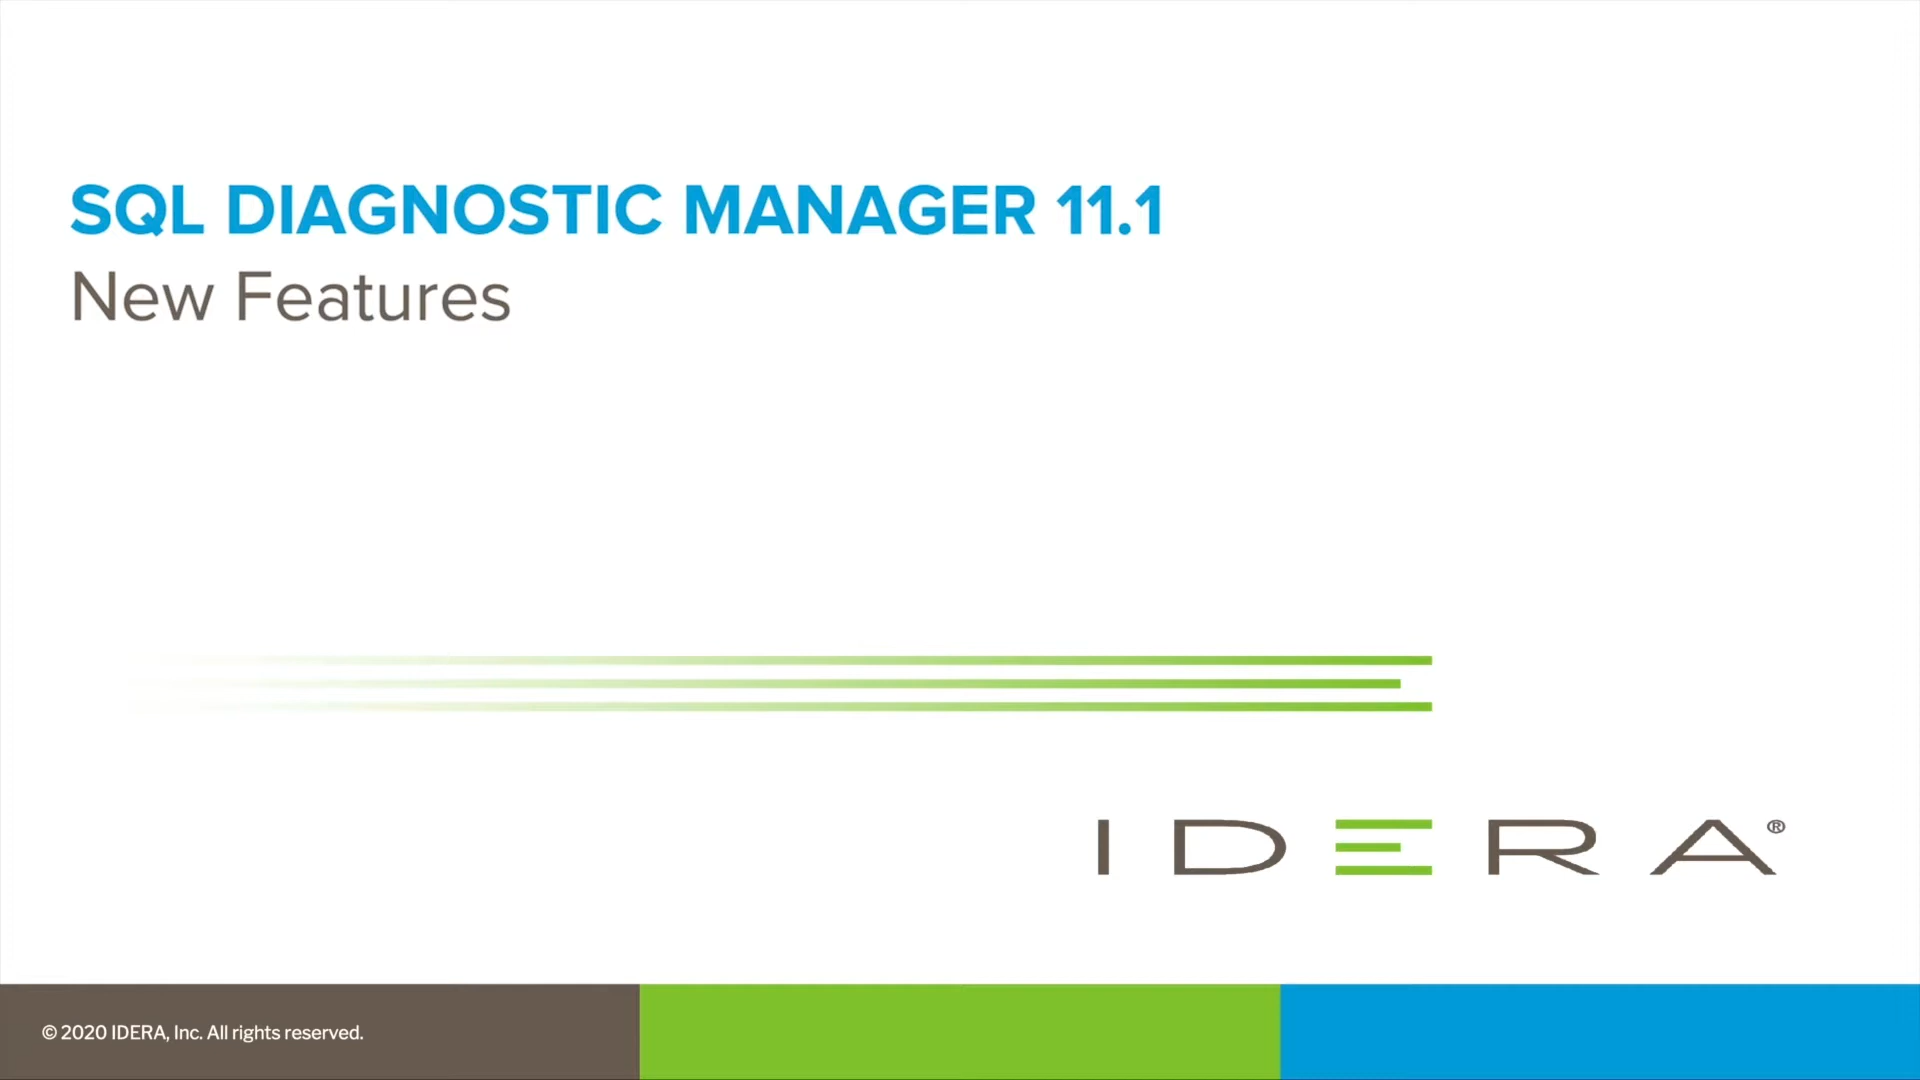 SQL DIAGNOSTIC MANAGER 11.1
New Features
IDERA®
© 2020 IDERA, Inc. All rights reserved.